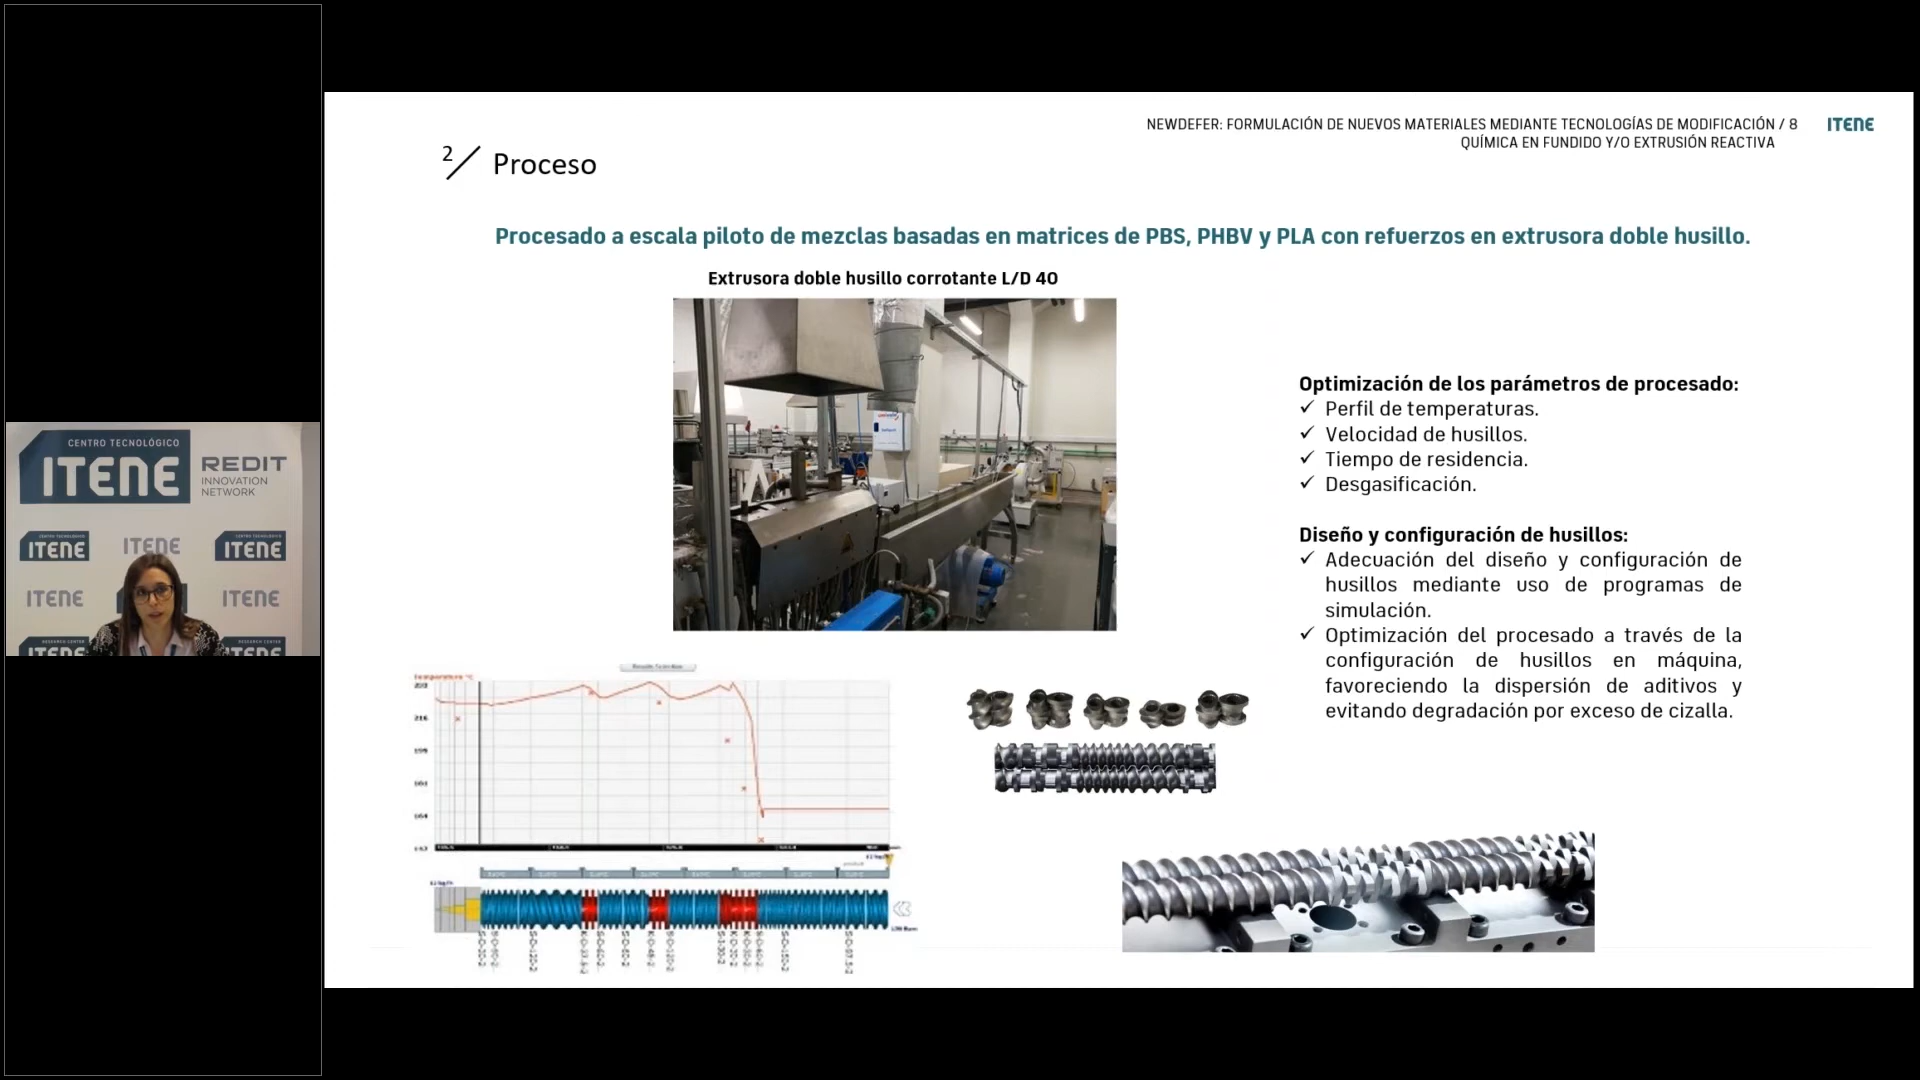 NEWDEFER: FORMULACIÓN DE NUEVOS MATERIALES MEDIANTE TECNOLOGÍAS DE MODIFICACIÓN / 8
QUÍMICA EN FUNDIDO Y/O EXTRUSIÓN REACTIVA
ITENE
2/ Proceso
Procesado a escala piloto de mezclas basadas en matrices de PBS, PHBV y PLA con refuerzos en extrusora doble husillo.
Extrusora doble husillo corrotante L/D 40
Optimización de los parámetros de procesado:
✓ Perfil de temperaturas.
✓ Velocidad de husillos.
✓ Tiempo de residencia.
✓ Desgasificación.
Diseño y configuración de husillos:
✓ Adecuación del diseño y configuración de
husillos mediante uso de programas de
simulación.
✓ Optimización del procesado a través de la
configuración de husillos en máquina,
favoreciendo la dispersión de aditivos y
evitando degradación por exceso de cizalla.
CENTRO TECNOLÓGICO
ITENE
REDIT
INNOVATION
NETWORK
ITENE
ITENE
ITENE
ITENE
ITENE
RESEARCH CENTER
Temperature °C
216